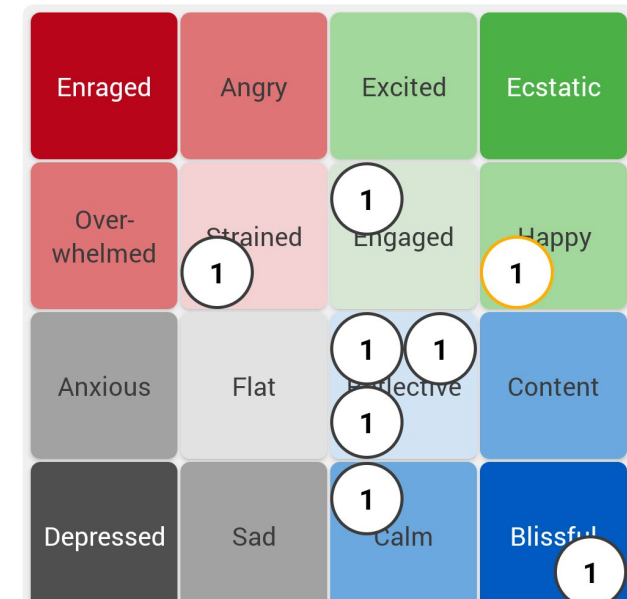 Enraged
Angry
Excited
Ecstatic
Over-
whelmed
Strained
1
1
Engaged
Happy
1
Anxious
Flat
1
1
Reflective
1
Content
Depressed
Sad
1
Calm
Blissful
1